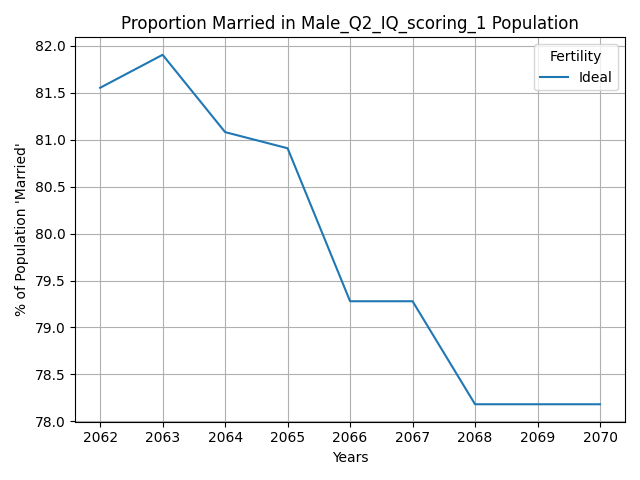 Proportion Married in Male_Q2_IQ_scoring_1 Population
Fertility
Ideal
% of Population 'Married'
82.0
81.5
81.0
80.5
80.0
79.5
79.0
78.5
78.0
2062 2063 2064 2065 2066 2067 2068 2069 2070
Years